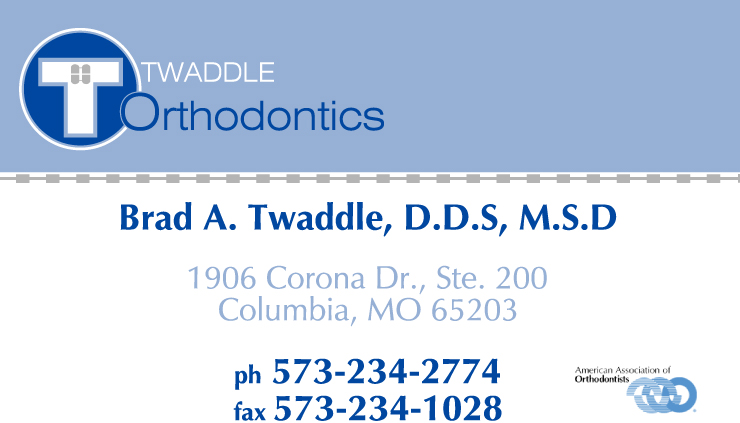 T
TWADDLE
Orthodontics
Brad A. Twaddle, D.D.S, M.S.D
1906 Corona Dr., Ste. 200
Columbia, MO 65203
ph 573-234-2774
fax 573-234-1028
American Association of
Orthodontists
®